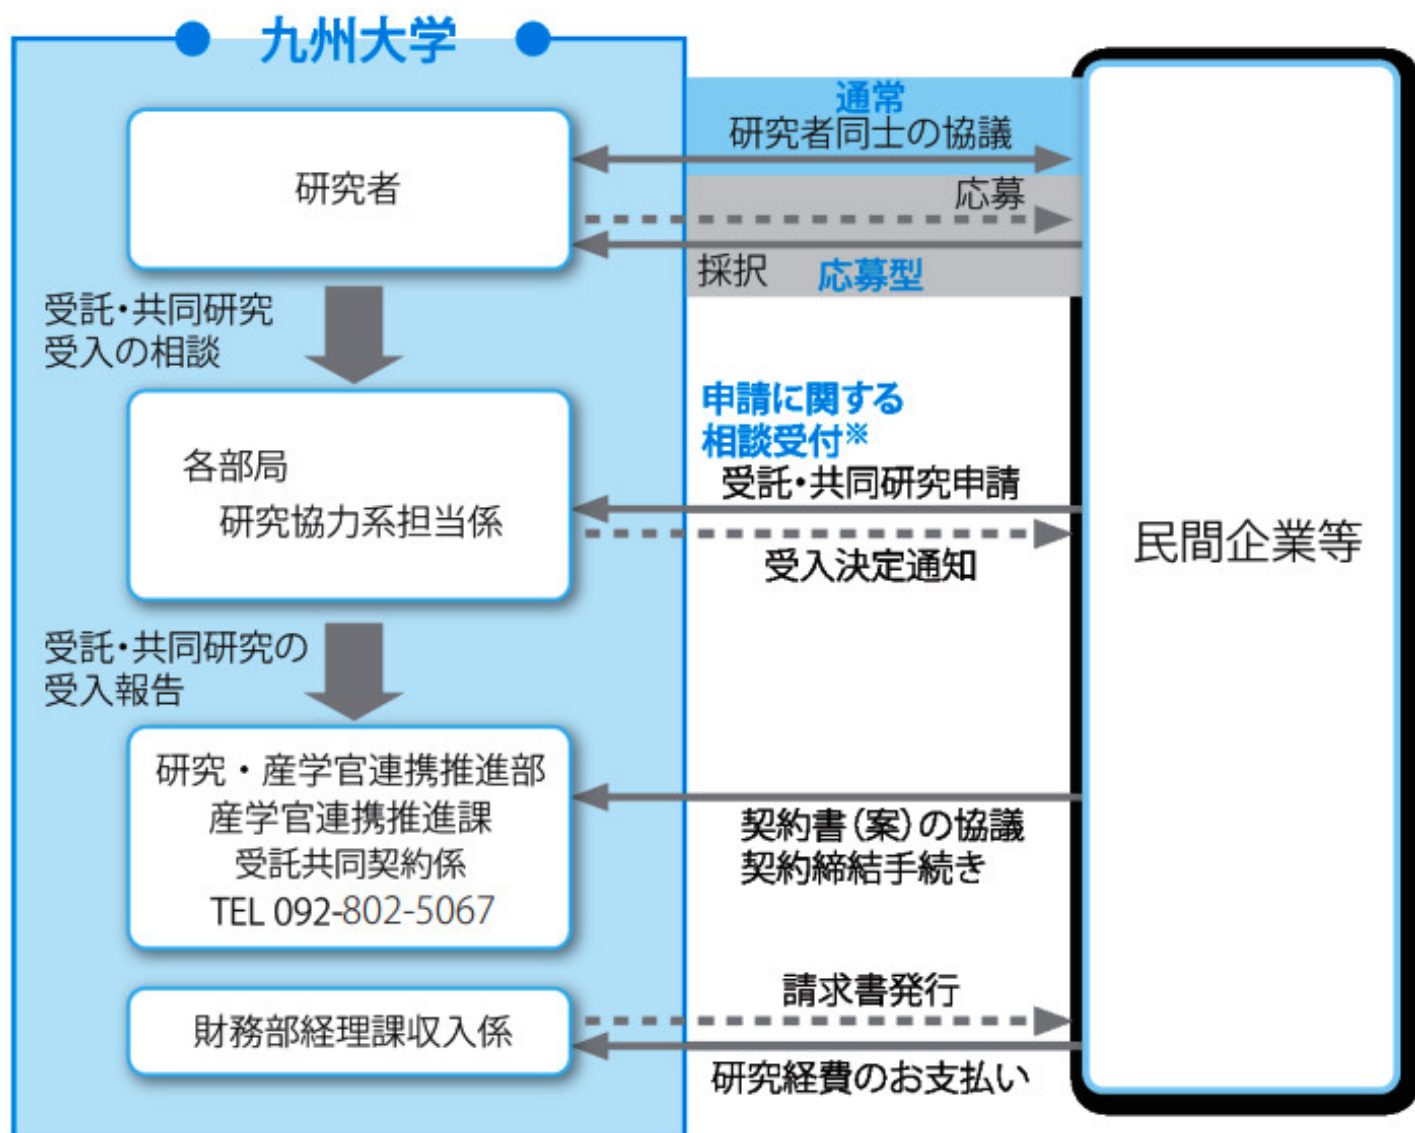 九州大学
通常
研究者同士の協議
研究者
応募
採択
応募型
受託・共同研究
受入の相談
申請に関する
相談受付※
各部局
研究協力系担当係
受託・共同研究申請
受入決定通知
民間企業等
受託・共同研究の
受入報告
研究・産学官連携推進部
産学官連携推進課
受託共同契約係
TEL 092-802-5067
契約書(案)の協議
契約締結手続き
請求書発行
財務部経理課収入係
研究経費のお支払い